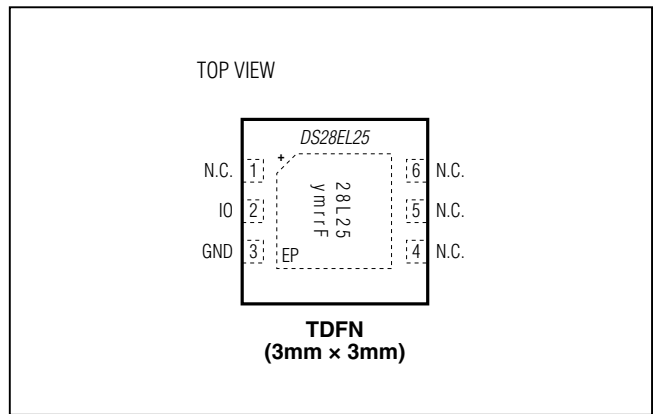 TOP VIEW
DS28EL25
+
N.C. 1
6 N.C.
28L25
ymrrF
IO 2
5 N.C.
GND 3
EP
4 N.C.
TDFN
(3mm × 3mm)